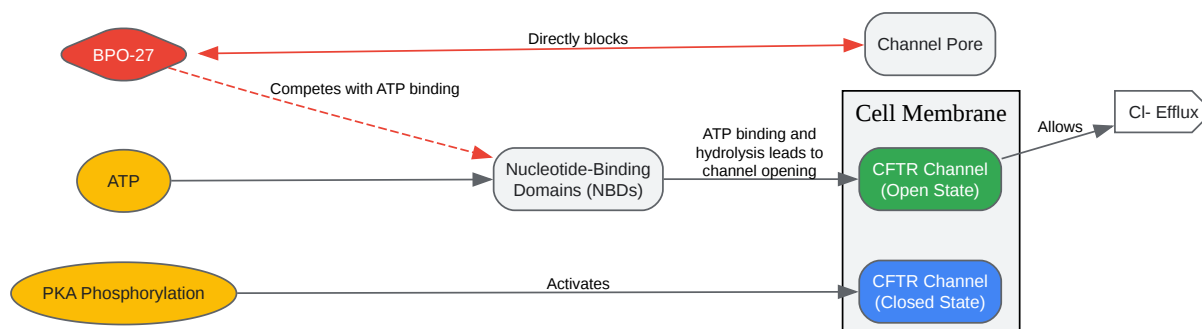 BPO-27
Directly blocks
Channel Pore
Competes with ATP binding
Cell Membrane
Cl- Efflux
Allows
ATP
Nucleotide-Binding
Domains (NBDs)
ATP binding and
hydrolysis leads to
channel opening
CFTR Channel
(Open State)
PKA Phosphorylation
Activates
CFTR Channel
(Closed State)